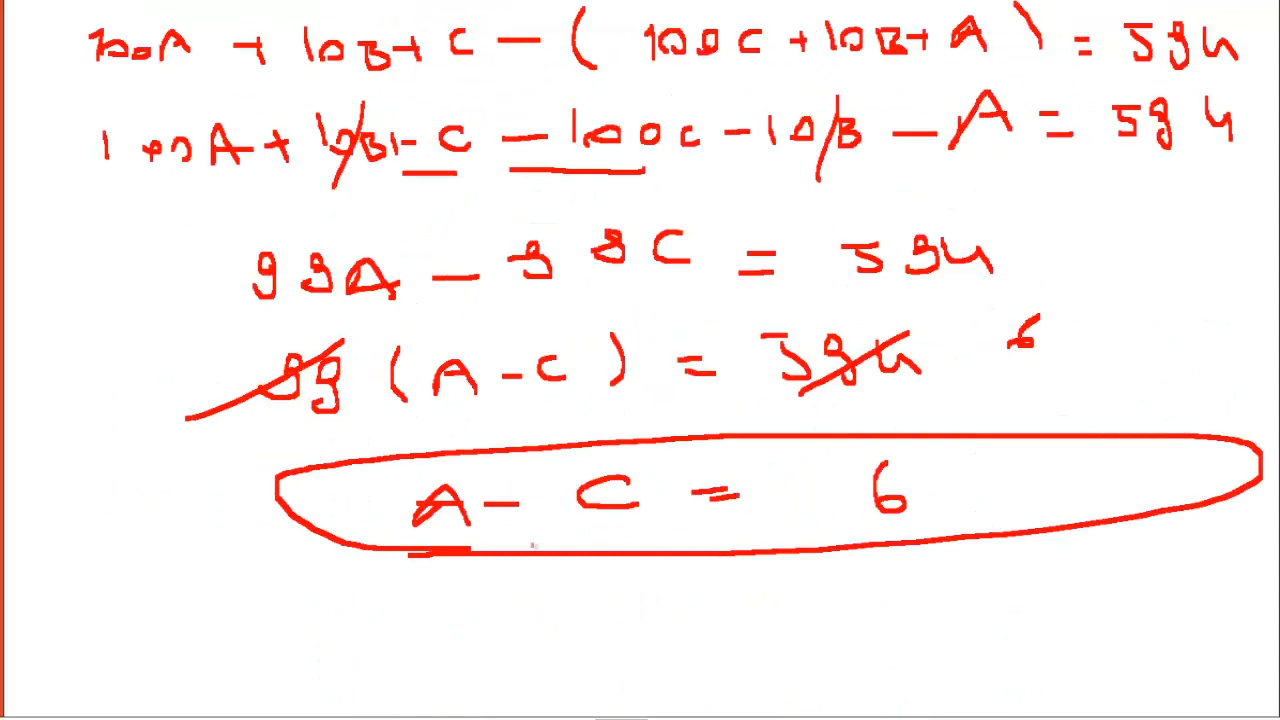 100A + 10B + C - ( 100C + 10B + A ) = 594
100A + 10B + C - 100C - 10B - A = 594
99A - 99C = 594
99 ( A - C ) = 594 6
A - C = 6